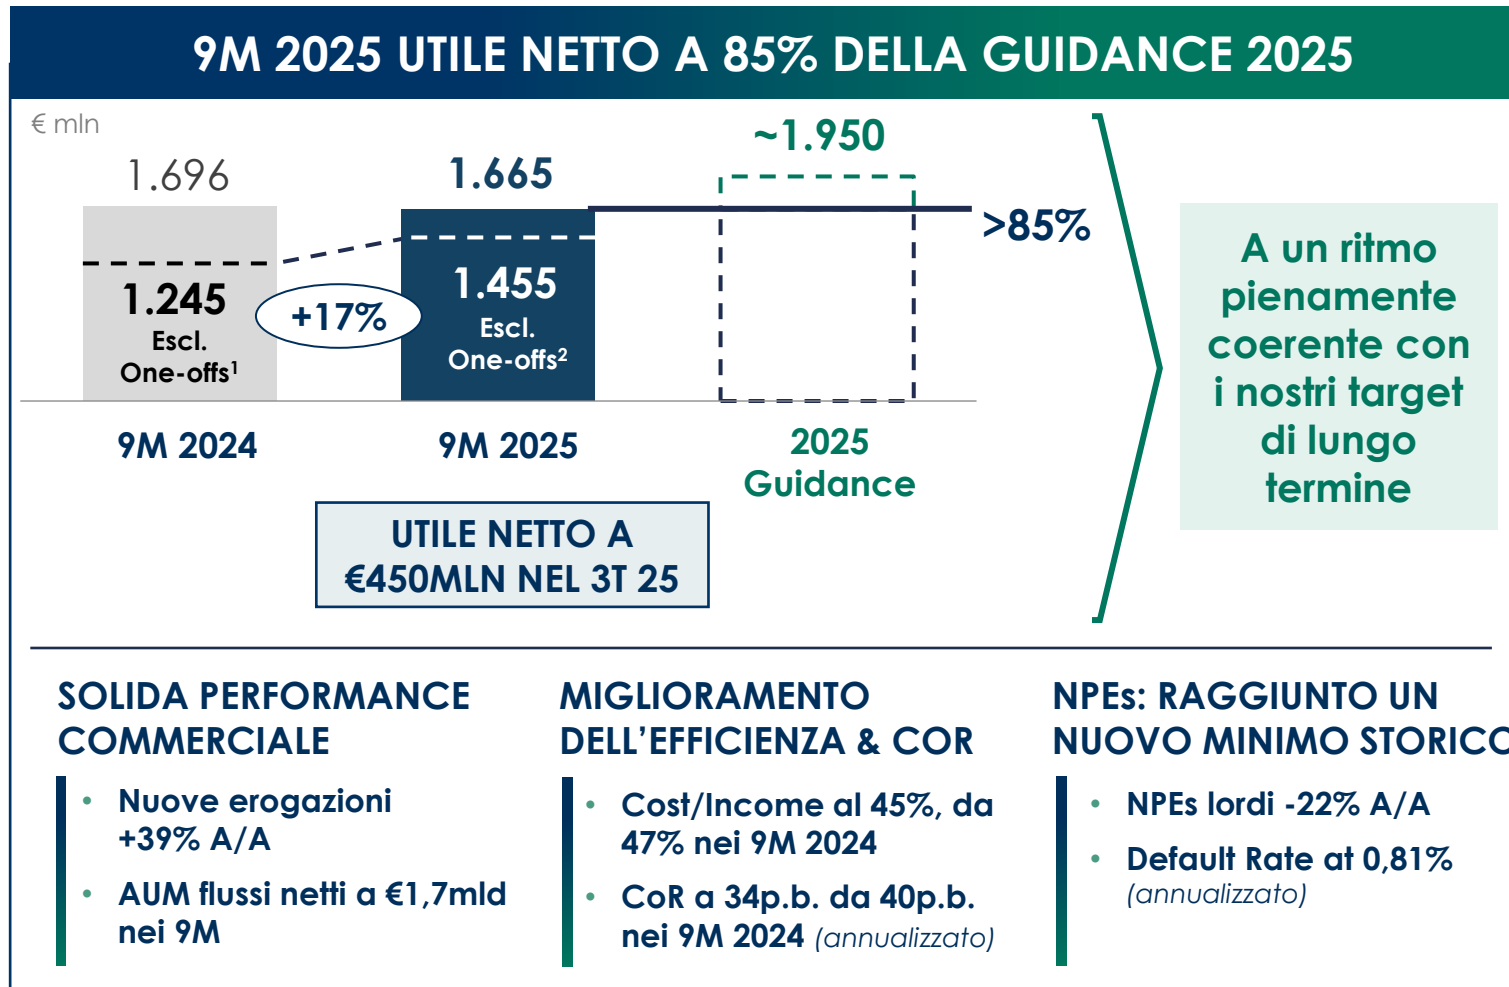 9M 2025 UTILE NETTO A 85% DELLA GUIDANCE 2025
€ mln
1.696
1.665
~1.950
>85%
1.245
Escl.
One-offs1
+17%
1.455
Escl.
One-offs2
9M 2024
9M 2025
2025
Guidance
A un ritmo
pienamente
coerente con
i nostri target
di lungo
termine
UTILE NETTO A
€450MLN NEL 3T 25
SOLIDA PERFORMANCE
COMMERCIALE
• Nuove erogazioni
+39% A/A
• AUM flussi netti a €1,7mld
nei 9M
MIGLIORAMENTO
DELL’EFFICIENZA & COR
• Cost/Income al 45%, da
47% nei 9M 2024
• CoR a 34p.b. da 40p.b.
nei 9M 2024 (annualizzato)
NPEs: RAGGIUNTO UN
NUOVO MINIMO STORICO
• NPEs lordi -22% A/A
• Default Rate at 0,81%
(annualizzato)